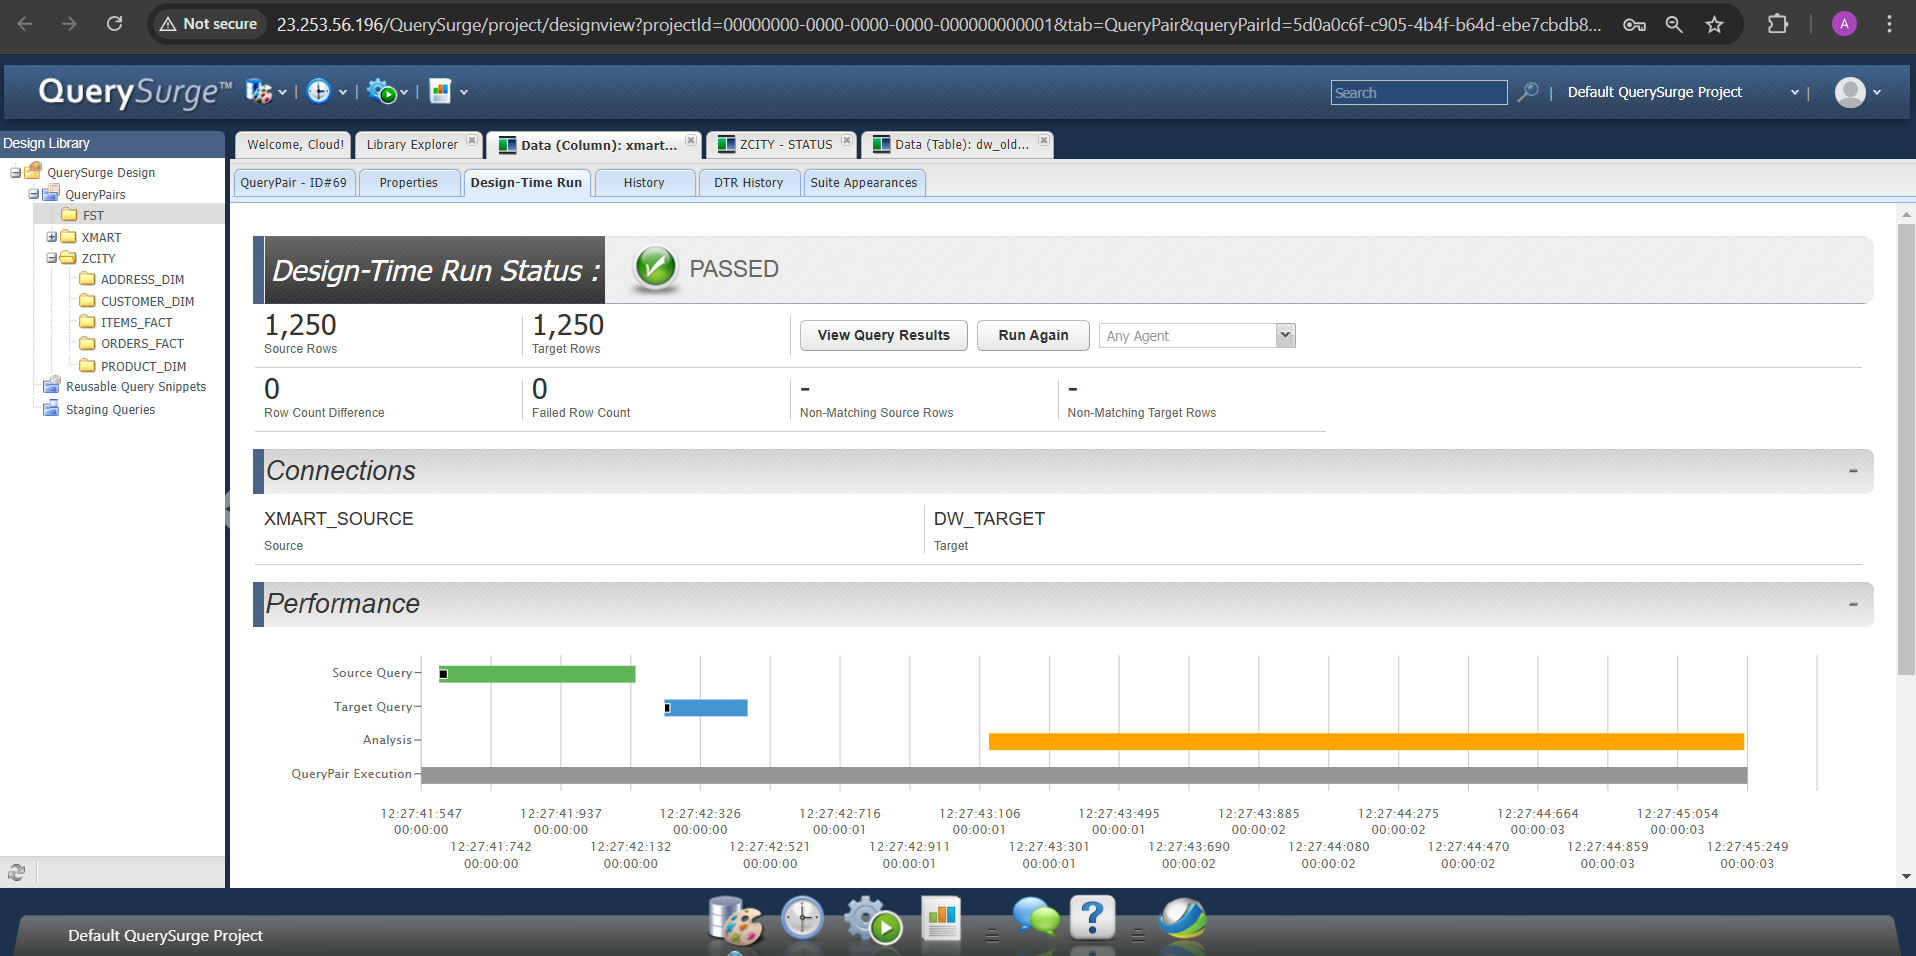 Not secure
23.253.56.196/QuerySurge/project/designview?projectId=00000000-0000-0000-0000-000000000001&tab=QueryPair&queryPairId=5d0a0c6f-c905-4b4f-b64d-ebe7cbdb8...
A
QuerySurge™
Search
Default QuerySurge Project
Design Library
QuerySurge Design
QueryPairs
FST
XMART
ZCITY
ADDRESS_DIM
CUSTOMER_DIM
ITEMS_FACT
ORDERS_FACT
PRODUCT_DIM
Reusable Query Snippets
Staging Queries
Welcome, Cloud!
Library Explorer
Data (Column): xmart...
ZCITY - STATUS
Data (Table): dw_old...
QueryPair - ID#69
Properties
Design-Time Run
History
DTR History
Suite Appearances
Design-Time Run Status :
PASSED
1,250
Source Rows
1,250
Target Rows
View Query Results
Run Again
Any Agent
0
Row Count Difference
0
Failed Row Count
-
Non-Matching Source Rows
-
Non-Matching Target Rows
Connections
-
XMART_SOURCE
Source
DW_TARGET
Target
Performance
-
Source Query
Target Query
Analysis
QueryPair Execution
12:27:41:547 12:27:41:937 12:27:42:326 12:27:42:716 12:27:43:106 12:27:43:495 12:27:43:885 12:27:44:275 12:27:44:664 12:27:45:054
00:00:00 00:00:00 00:00:00 00:00:01 00:00:01 00:00:01 00:00:02 00:00:02 00:00:03 00:00:03
12:27:41:742 12:27:42:132 12:27:42:521 12:27:42:911 12:27:43:301 12:27:43:690 12:27:44:080 12:27:44:470 12:27:44:859 12:27:45:249
00:00:00 00:00:00 00:00:00 00:00:01 00:00:01 00:00:02 00:00:02 00:00:02 00:00:03 00:00:03
Default QuerySurge Project
?